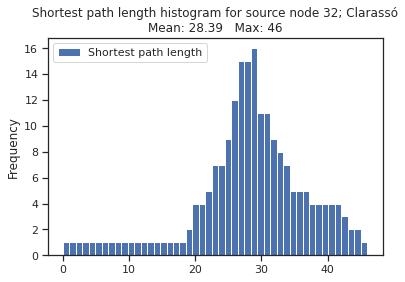 Shortest path length histogram for source node 32; Clarassó
Mean: 28.39   Max: 46
Shortest path length
Frequency
16
14
12
10
8
6
4
2
0
0 10 20 30 40